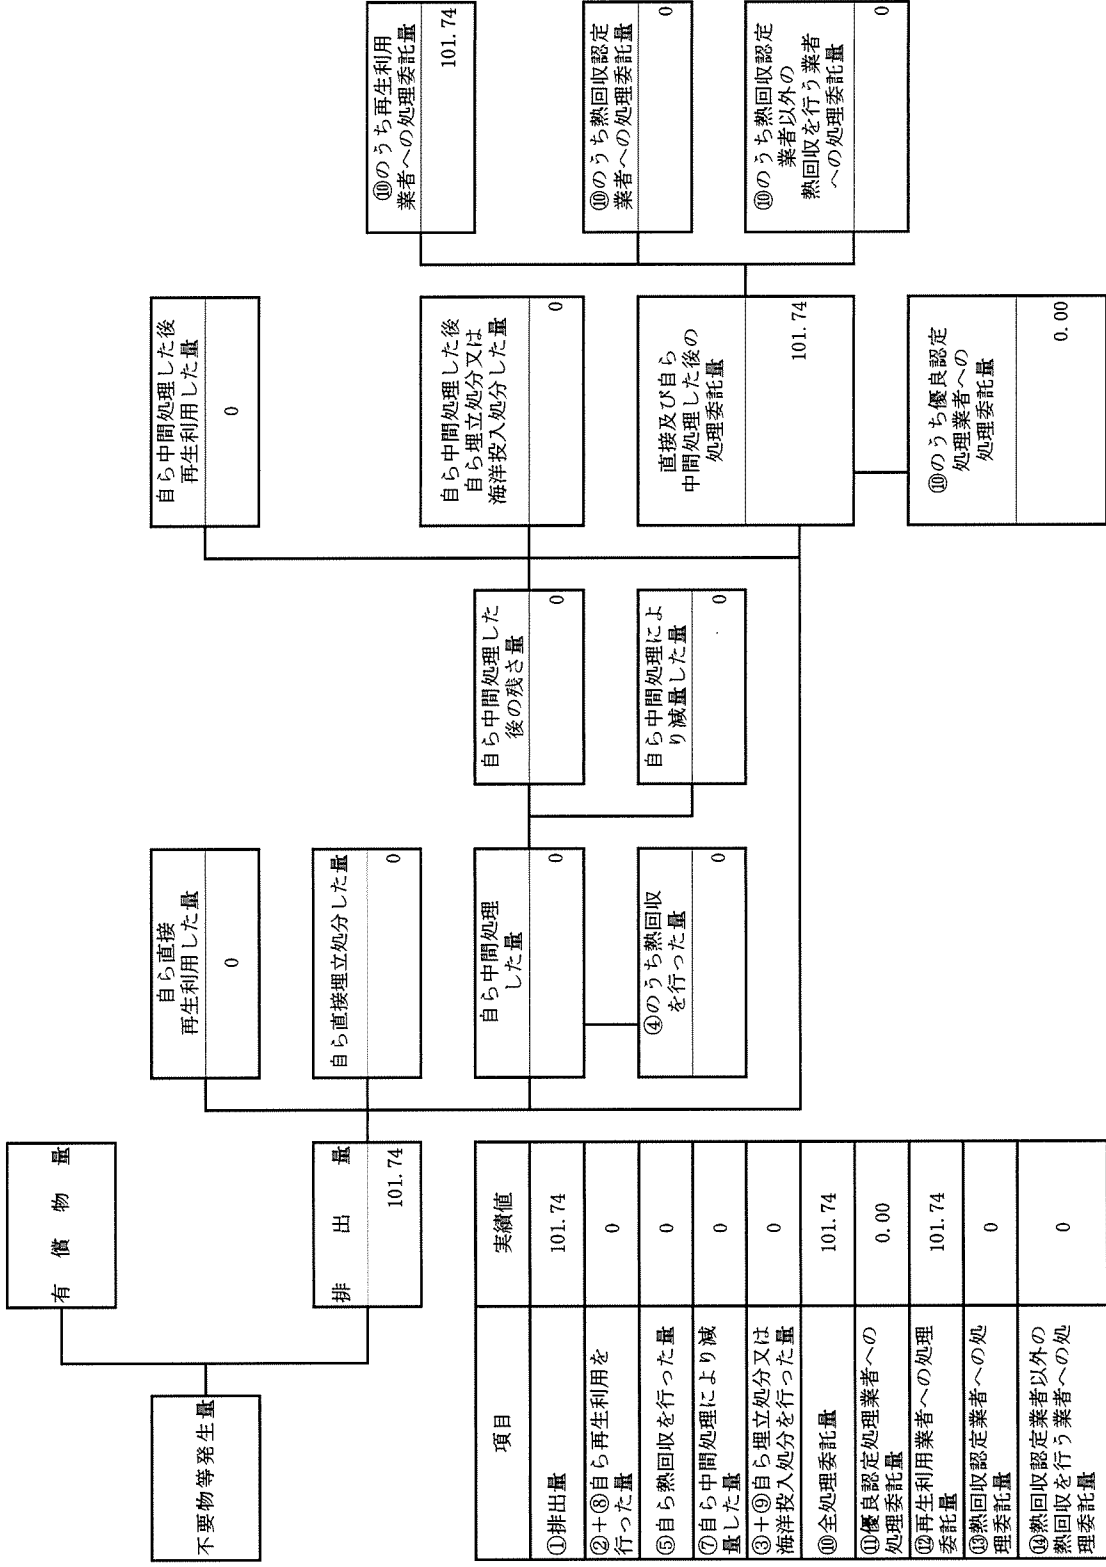 有償物量
不要物等発生量
排出量
101.74
自ら直接
再生利用した量
0
自ら直接埋立処分した量
0
自ら中間処理
した量
0
④のうち熱回収
を行った量
0
自ら中間処理した
後の残さ量
0
自ら中間処理によ
り減量した量
0
自ら中間処理した後
再生利用した量
0
自ら中間処理した後
自ら埋立処分又は
海洋投入処分した量
0
直接及び自ら
中間処理した後の
処理委託量
101.74
⑩のうち優良認定
処理業者への
処理委託量
0.00
⑩のうち再生利用
業者への処理委託量
101.74
⑩のうち熱回収認定
業者への処理委託量
0
⑩のうち熱回収認定
業者以外の
熱回収を行う業者
への処理委託量
0
項目 実績値
①排出量 101.74
②+⑧自ら再生利用を
行った量 0
⑤自ら熱回収を行った量 0
⑦自ら中間処理により減
量した量 0
③+⑨自ら埋立処分又は
海洋投入処分を行った量 0
⑩全処理委託量 101.74
⑪優良認定処理業者への
処理委託量 0.00
⑫再生利用業者への処理
委託量 101.74
⑬熱回収認定業者への処
理委託量 0
⑭熱回収認定業者以外の
熱回収を行う業者への処
理委託量 0